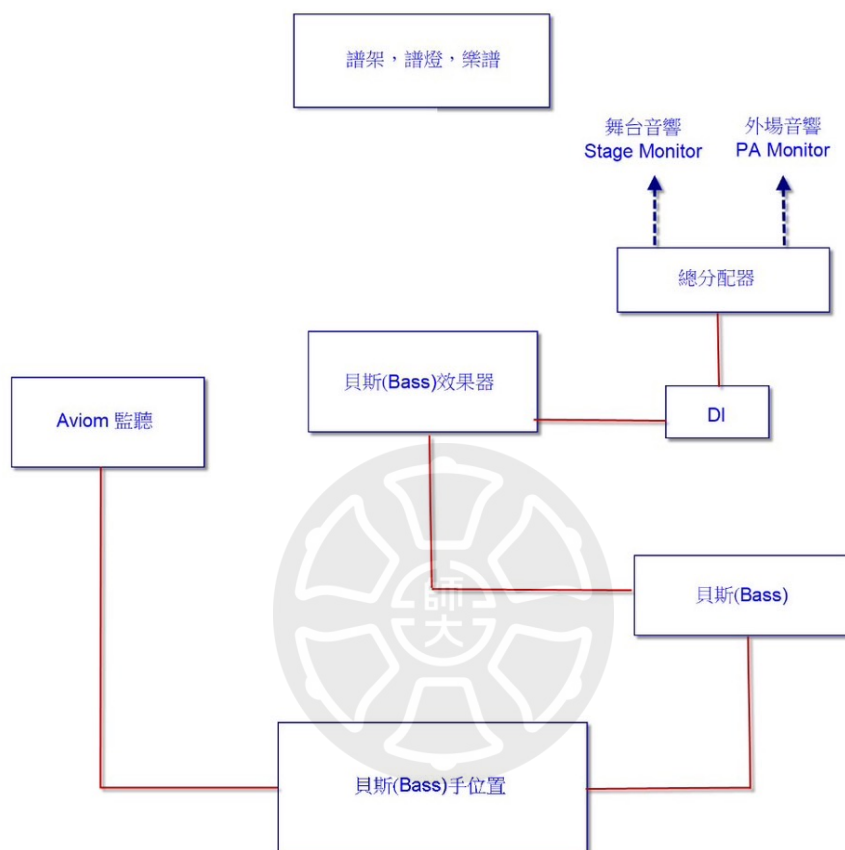 譜架，譜燈，樂譜
舞台音響
Stage Monitor
外場音響
PA Monitor
總分配器
貝斯(Bass)效果器
Aviom 監聽
DI
貝斯(Bass)
師大
貝斯(Bass)手位置